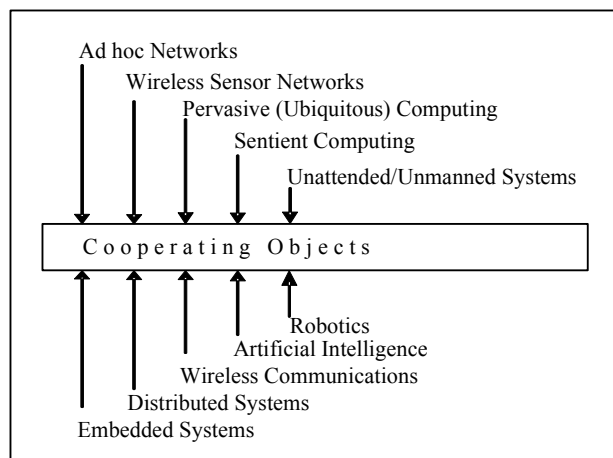 Ad hoc Networks
Wireless Sensor Networks
Pervasive (Ubiquitous) Computing
Sentient Computing
Unattended/Unmanned Systems
Cooperating Objects
Robotics
Artificial Intelligence
Wireless Communications
Distributed Systems
Embedded Systems